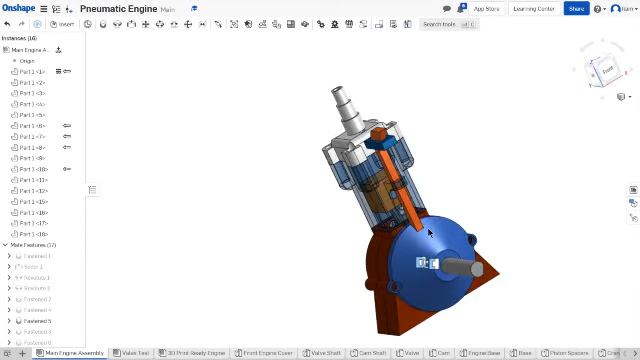 Onshape Pneumatic Engine Main App Store Learning Center Share Ram
Insert Search tools...
Instances (16)
Main Engine A...
Origin
Part 1 <1>
Part 1 <2>
Part 1 <3>
Part 1 <4>
Part 1 <5>
Part 1 <6>
Part 1 <7>
Part 1 <8>
Part 1 <9>
Part 1 <10>
Part 1 <11>
Part 1 <12>
Part 1 <15>
Part 1 <16>
Part 1 <17>
Part 1 <18>
Mate Features (17)
Fastened 1
Slider 1
Revolute 1
Revolute 2
Fastened 2
Fastened 4
Fastened 5
Fastened 3
Fastened 6
Front
Main Engine Assembly Valve Test 3D Print Ready Engine Front Engine Cover Valve Shaft Cam Shaft Valve Cam Engine Base Base Piston Spacers